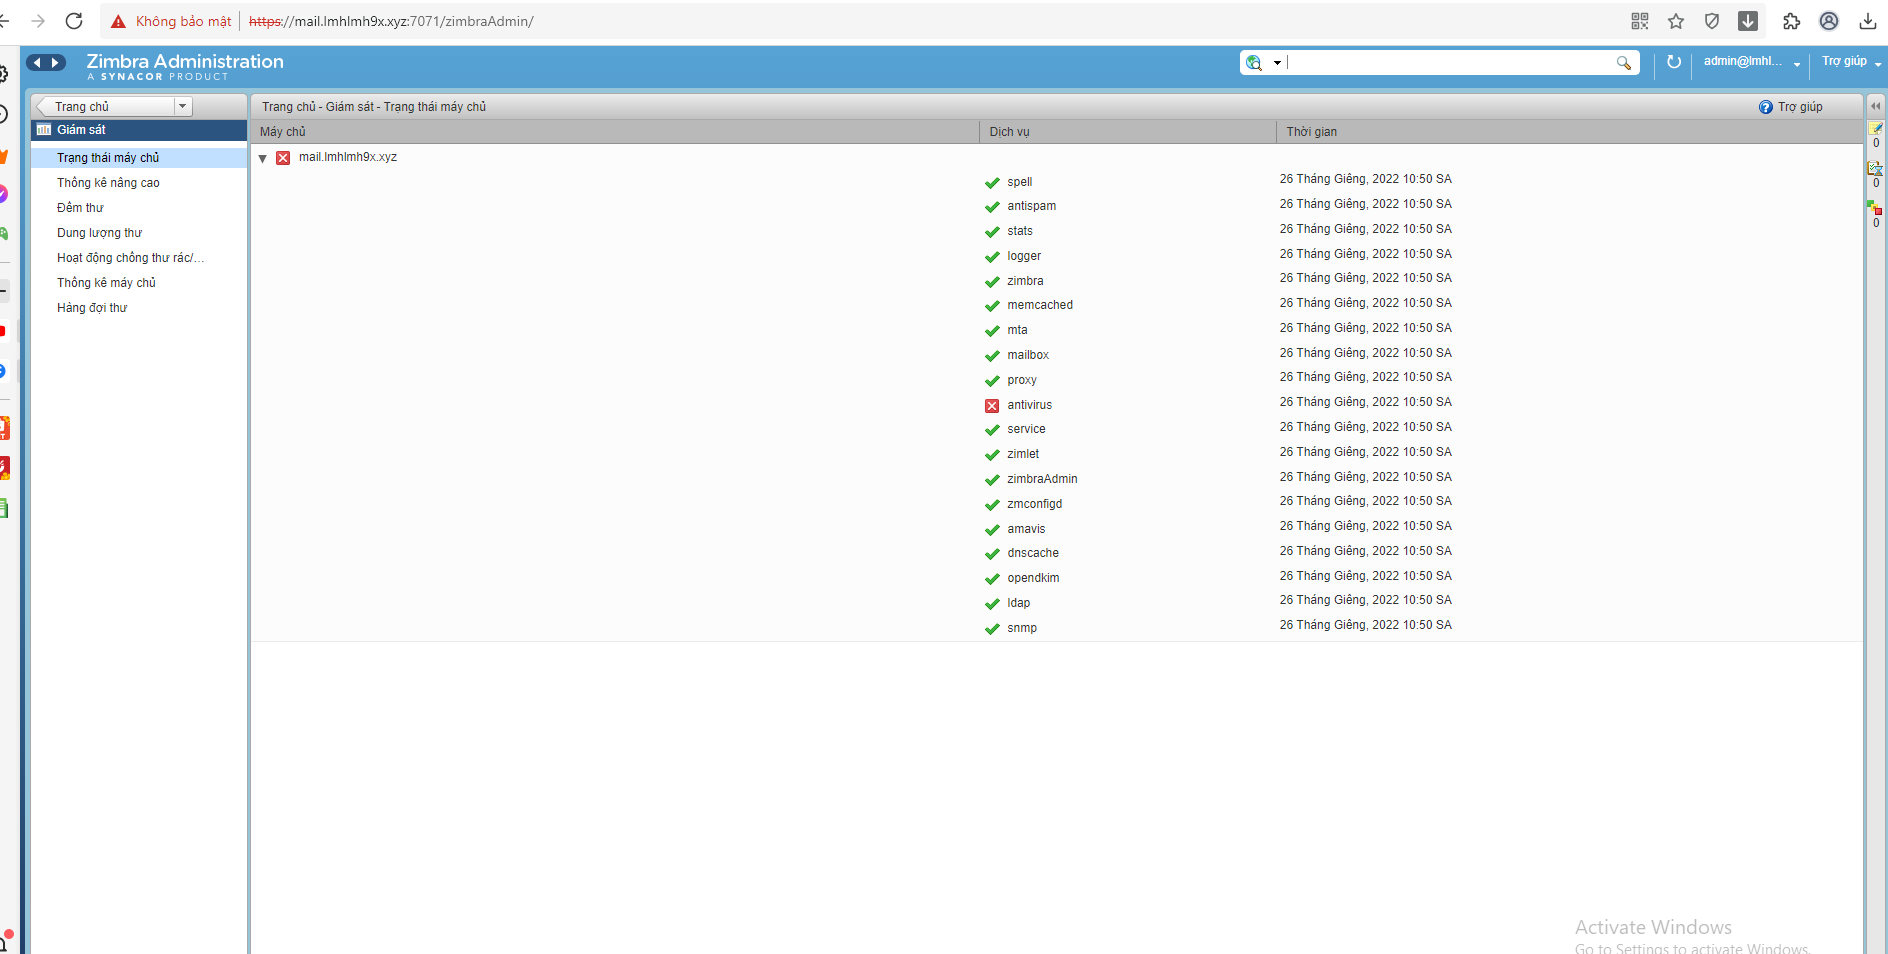 Không bảo mật https://mail.lmhlmh9x.xyz:7071/zimbraAdmin/
Zimbra Administration
A SYNACOR PRODUCT
admin@lmhl...
Trợ giúp
Trang chủ
Giám sát
Trạng thái máy chủ
Thống kê nâng cao
Đếm thư
Dung lượng thư
Hoạt động chống thư rác/...
Thống kê máy chủ
Hàng đợi thư
Trang chủ - Giám sát - Trạng thái máy chủ
Trợ giúp
Máy chủ Dịch vụ Thời gian
mail.lmhlmh9x.xyz
spell 26 Tháng Giêng, 2022 10:50 SA
antispam 26 Tháng Giêng, 2022 10:50 SA
stats 26 Tháng Giêng, 2022 10:50 SA
logger 26 Tháng Giêng, 2022 10:50 SA
zimbra 26 Tháng Giêng, 2022 10:50 SA
memcached 26 Tháng Giêng, 2022 10:50 SA
mta 26 Tháng Giêng, 2022 10:50 SA
mailbox 26 Tháng Giêng, 2022 10:50 SA
proxy 26 Tháng Giêng, 2022 10:50 SA
antivirus 26 Tháng Giêng, 2022 10:50 SA
service 26 Tháng Giêng, 2022 10:50 SA
zimlet 26 Tháng Giêng, 2022 10:50 SA
zimbraAdmin 26 Tháng Giêng, 2022 10:50 SA
zmconfigd 26 Tháng Giêng, 2022 10:50 SA
amavis 26 Tháng Giêng, 2022 10:50 SA
dnscache 26 Tháng Giêng, 2022 10:50 SA
opendkim 26 Tháng Giêng, 2022 10:50 SA
ldap 26 Tháng Giêng, 2022 10:50 SA
snmp 26 Tháng Giêng, 2022 10:50 SA
0
0
0
Activate Windows
Go to Settings to activate Windows.